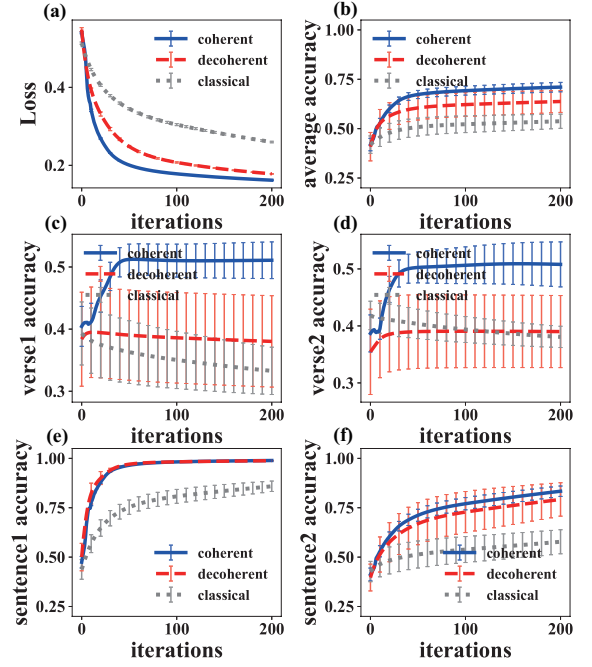 (a)
Loss
0.4
0.2
0
100
200
iterations
coherent
decoherent
classical
(b)
average accuracy
1.00
0.75
0.50
0.25
0
100
200
iterations
coherent
decoherent
classical
(c)
verse1 accuracy
0.5
0.4
0.3
0
100
200
iterations
coherent
decoherent
classical
(d)
verse2 accuracy
0.5
0.4
0.3
0
100
200
iterations
coherent
decoherent
classical
(e)
sentence1 accuracy
1.00
0.75
0.50
0.25
0
100
200
iterations
coherent
decoherent
classical
(f)
sentence2 accuracy
1.00
0.75
0.50
0.25
0
100
200
iterations
coherent
decoherent
classical